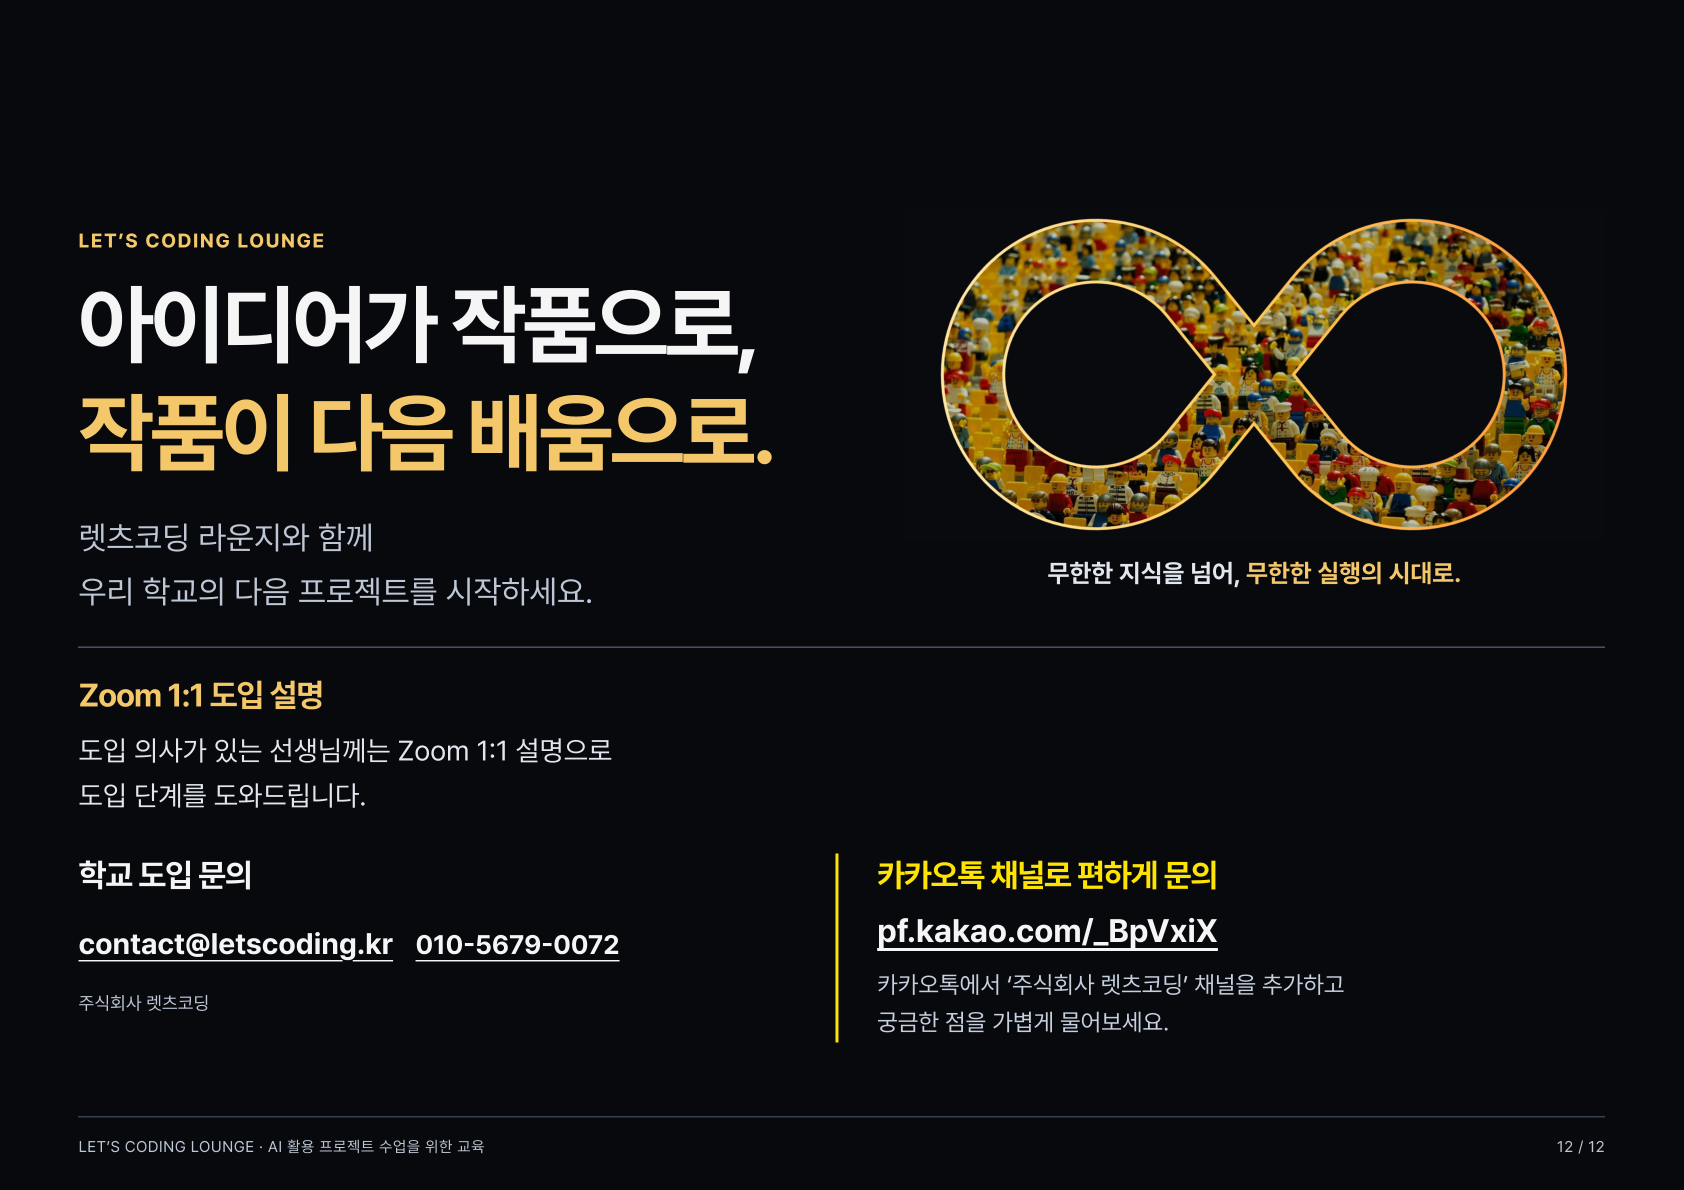 LET’S CODING LOUNGE
아이디어가 작품으로,
작품이 다음 배움으로.
렛츠코딩 라운지와 함께
우리 학교의 다음 프로젝트를 시작하세요.
무한한 지식을 넘어, 무한한 실행의 시대로.
Zoom 1:1 도입 설명
도입 의사가 있는 선생님께는 Zoom 1:1 설명으로
도입 단계를 도와드립니다.
학교 도입 문의
contact@letscoding.kr 010-5679-0072
주식회사 렛츠코딩
카카오톡 채널로 편하게 문의
pf.kakao.com/_BpVxiX
카카오톡에서 ‘주식회사 렛츠코딩’ 채널을 추가하고
궁금한 점을 가볍게 물어보세요.
LET’S CODING LOUNGE · AI 활용 프로젝트 수업을 위한 교육
12 / 12